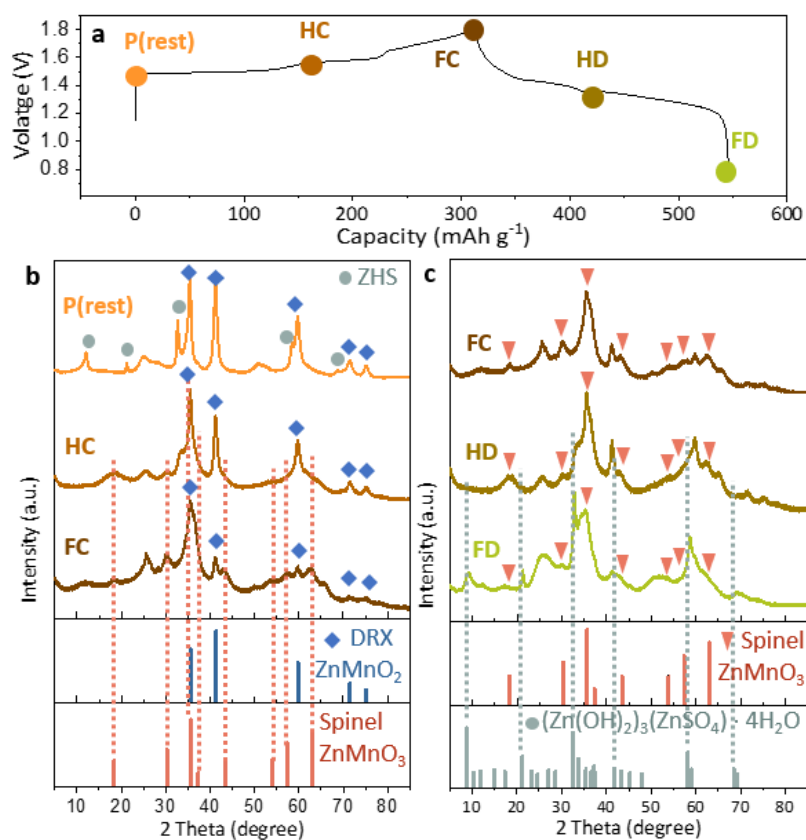 a
P(rest)
HC
FC
HD
FD
Volatge (V)
1.8
1.6
1.4
1.2
1.0
0.8
0 100 200 300 400 500 600
Capacity (mAh g⁻¹)
b
ZHS
P(rest)
HC
FC
Intensity (a.u.)
DRX
ZnMnO₂
Spinel
ZnMnO₃
10 20 30 40 50 60 70 80
2 Theta (degree)
c
FC
HD
FD
Intensity (a.u.)
Spinel
ZnMnO₃
(Zn(OH)₂)₃(ZnSO₄) · 4H₂O
10 20 30 40 50 60 70 80
2 Theta (degree)